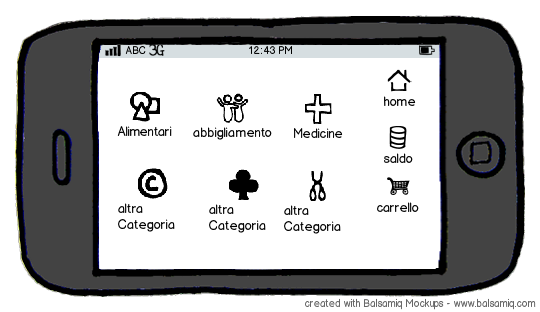 ABC 3G 12:43 PM
home
Alimentari abbigliamento Medicine
saldo
carrello
altra
Categoria
altra
Categoria
altra
Categoria
created with Balsamiq Mockups - www.balsamiq.com